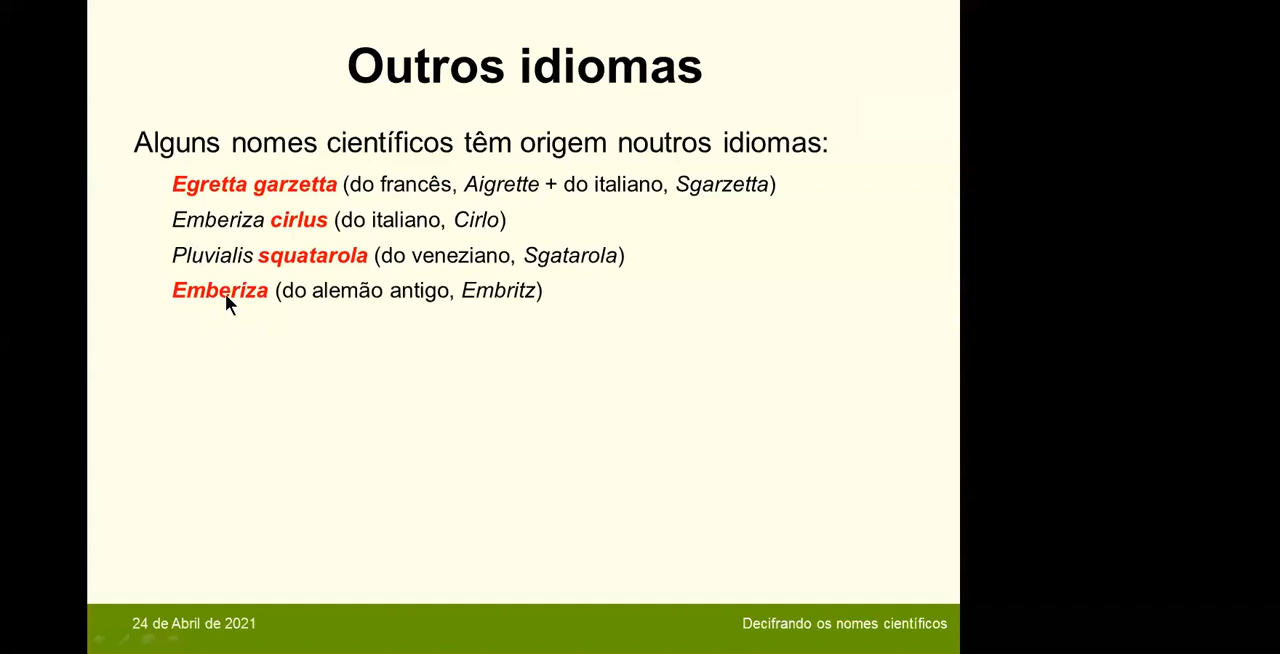 Outros idiomas
Alguns nomes científicos têm origem noutros idiomas:
Egretta garzetta (do francês, Aigrette + do italiano, Sgarzetta)
Emberiza cirlus (do italiano, Cirlo)
Pluvialis squatarola (do veneziano, Sgatarola)
Emberiza (do alemão antigo, Embritz)
24 de Abril de 2021
Decifrando os nomes científicos